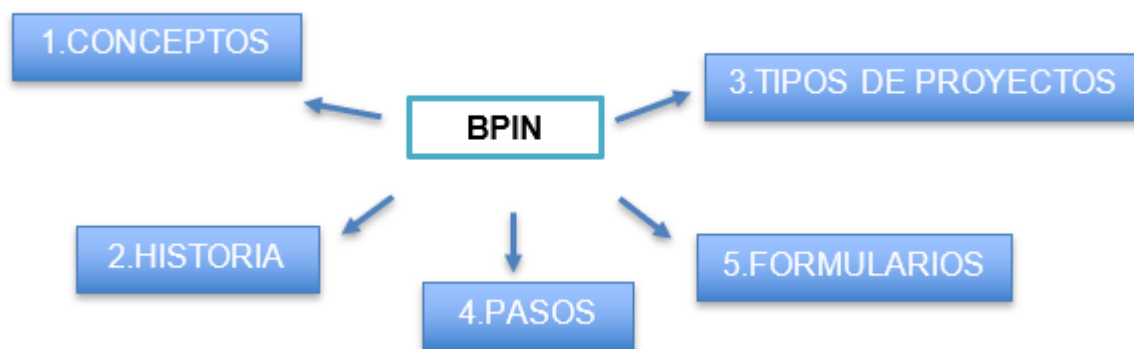 1.CONCEPTOS
3.TIPOS DE PROYECTOS
BPIN
2.HISTORIA
5.FORMULARIOS
4.PASOS